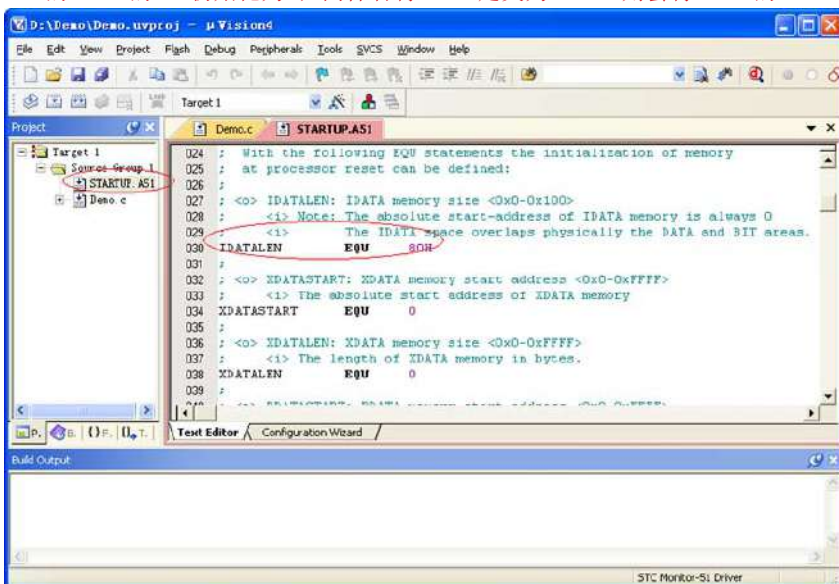 D:\Demo\Demo.uvproj - µVision4
File Edit View Project Flash Debug Peripherals Tools SVCS Window Help
Target 1
Project
Demo.c STARTUP.A51
Target 1
Source Group 1
STARTUP.A51
Demo.c
024 ; With the following EQU statements the initialization of memory
025 ; at processor reset can be defined:
026 ;
027 ; <o> IDATALEN: IDATA memory size <0x0-0x100>
028 ; <i> Note: The absolute start-address of IDATA memory is always 0
029 ; <i> The IDATA space overlaps physically the DATA and BIT areas.
030 IDATALEN EQU 80H
031 ;
032 ; <o> XDATASTART: XDATA memory start address <0x0-0xFFFF>
033 ; <i> The absolute start address of XDATA memory
034 XDATASTART EQU 0
035 ;
036 ; <o> XDATALEN: XDATA memory size <0x0-0xFFFF>
037 ; <i> The length of XDATA memory in bytes.
038 XDATALEN EQU 0
039 ;
P. B. {}F. 0.T.
Text Editor Configuration Wizard
Build Output
STC Monitor-51 Driver